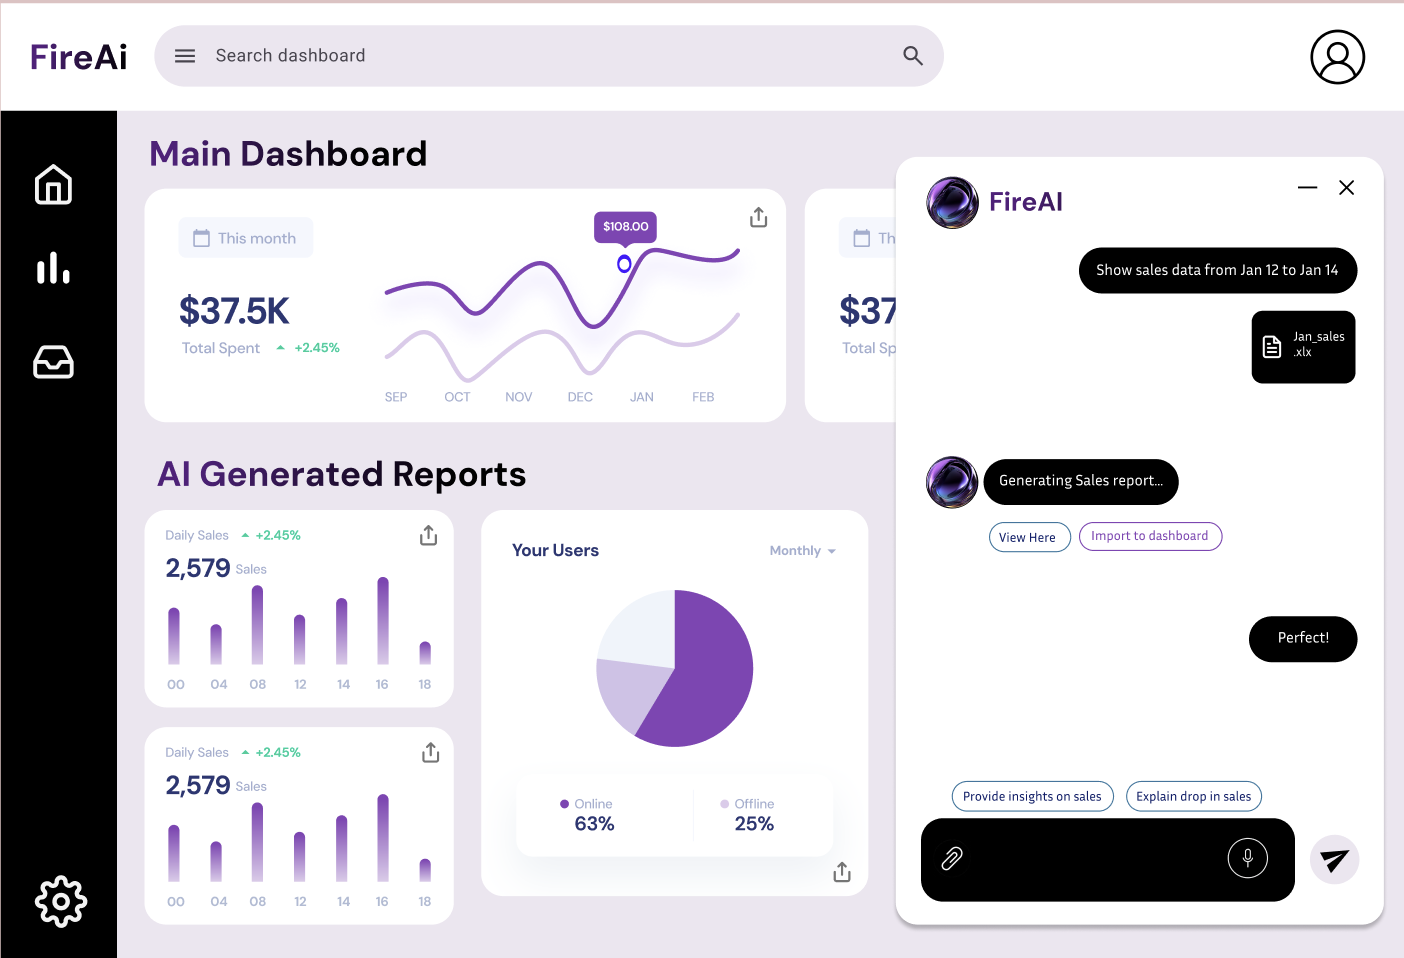 FireAi
Search dashboard
Main Dashboard
This month
$37.5K
Total Spent +2.45%
$108.00
SEP OCT NOV DEC JAN FEB
Th
$37
Total Sp
AI Generated Reports
Daily Sales +2.45%
2,579 Sales
00 04 08 12 14 16 18
Daily Sales +2.45%
2,579 Sales
00 04 08 12 14 16 18
Your Users
Monthly
Online
63%
Offline
25%
FireAI
Show sales data from Jan 12 to Jan 14
Jan_sales
.xlx
Generating Sales report...
View Here
Import to dashboard
Perfect!
Provide insights on sales
Explain drop in sales